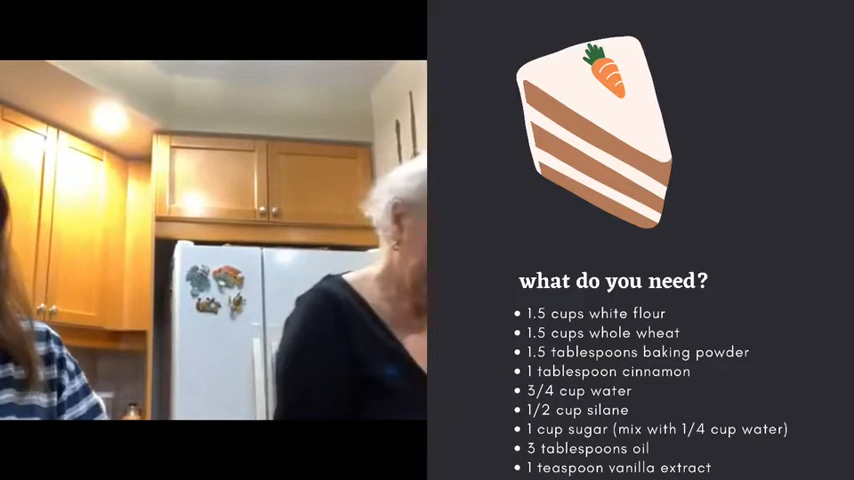 what do you need?
• 1.5 cups white flour
• 1.5 cups whole wheat
• 1.5 tablespoons baking powder
• 1 tablespoon cinnamon
• 3/4 cup water
• 1/2 cup silane
• 1 cup sugar (mix with 1/4 cup water)
• 3 tablespoons oil
• 1 teaspoon vanilla extract